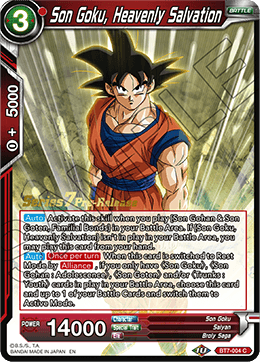 3
Son Goku, Heavenly Salvation
BATTLE
+ 5000
Series 7 Pre-Release
Auto Activate this skill when you play {Son Gohan & Son
Goten, Familial Bonds} in your Battle Area. If {Son Goku,
Heavenly Salvation} isn't in play in your Battle Area, you
may play this card from your hand.
Auto Once per turn When this card is switched to Rest
Mode by Alliance, if you have only 《Son Goku》, 《Son
Gohan : Adolescence》, 《Son Goten》 and/or 《Trunks :
Youth》 cards in play in your Battle Area, choose this card
and up to 1 of your Battle Cards and switch them to
Active Mode.
POWER
14000
Character
Son Goku
Special Trait
Saiyan
Era
Broly Saga
©B.S./S., T.A.
BANDAI MADE IN JAPAN EN
BT7-004 C